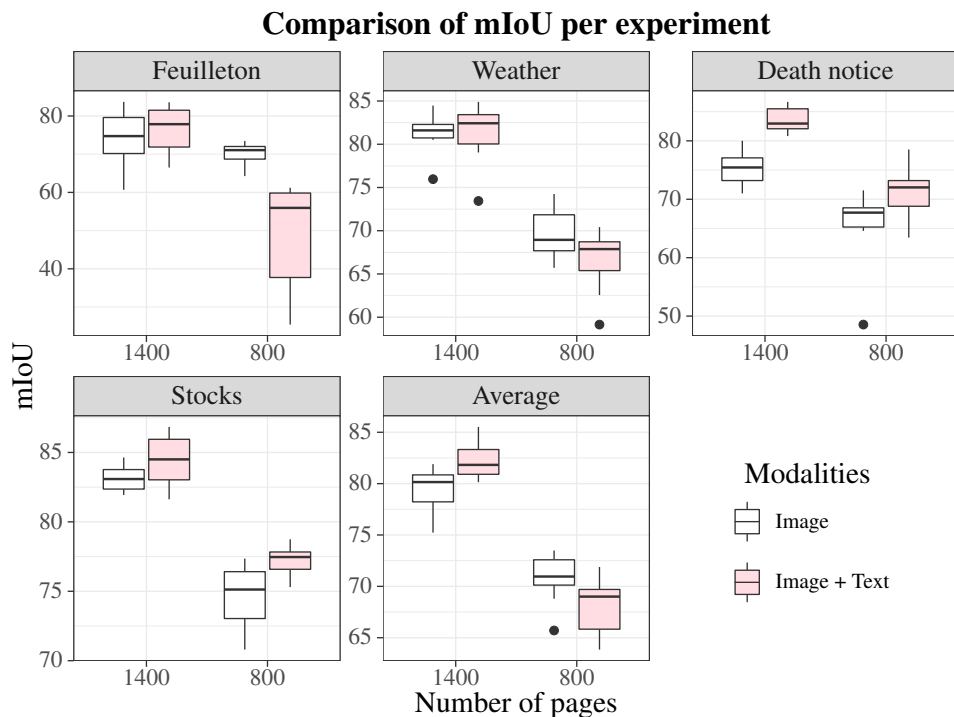 Comparison of mIoU per experiment
Feuilleton
Weather
Death notice
80
60
40
85
80
75
70
65
60
80
70
60
50
1400
800
1400
800
1400
800
mIoU
Stocks
Average
85
80
75
70
85
80
75
70
65
1400
800
1400
800
Number of pages
Modalities
Image
Image + Text